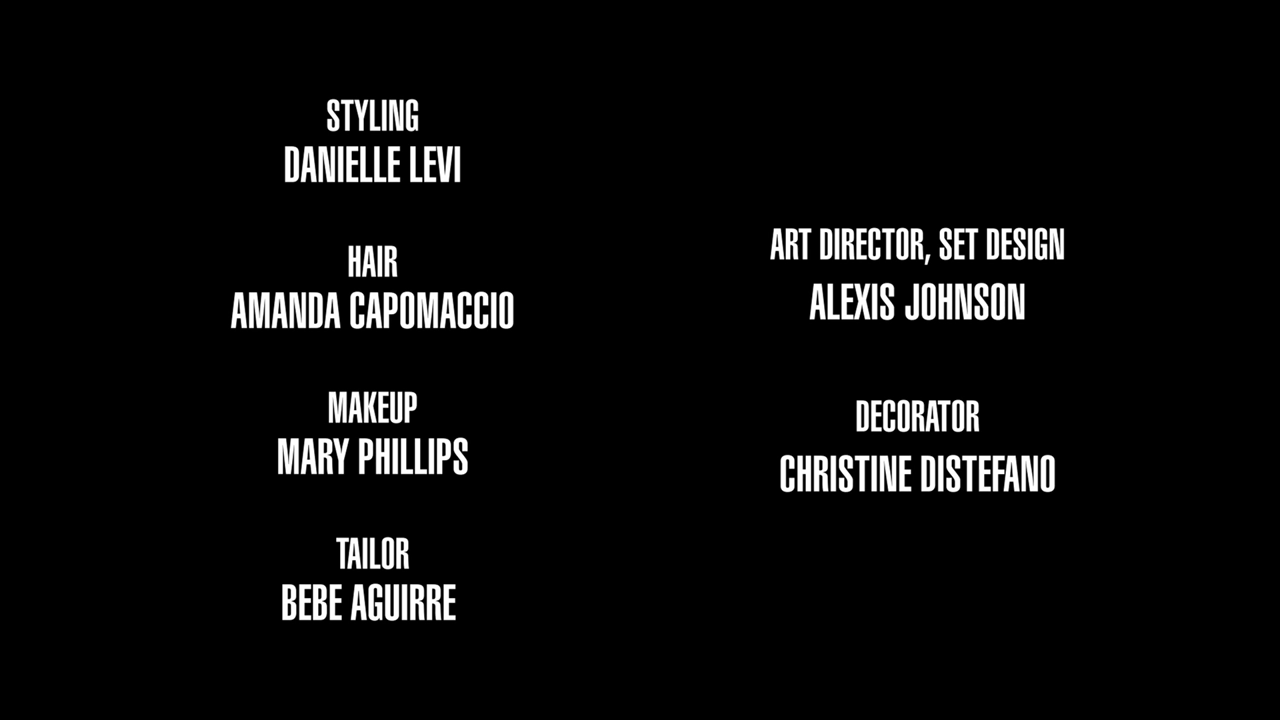 STYLING
DANIELLE LEVI
HAIR
AMANDA CAPOMACCIO
MAKEUP
MARY PHILLIPS
TAILOR
BEBE AGUIRRE
ART DIRECTOR, SET DESIGN
ALEXIS JOHNSON
DECORATOR
CHRISTINE DISTEFANO